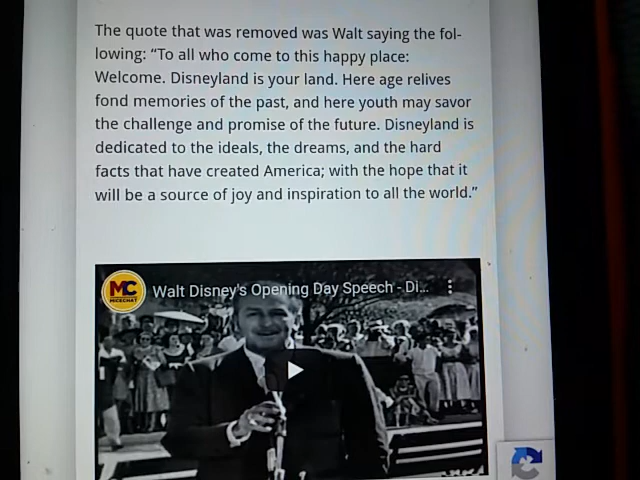 The quote that was removed was Walt saying the fol-
lowing: “To all who come to this happy place:
Welcome. Disneyland is your land. Here age relives
fond memories of the past, and here youth may savor
the challenge and promise of the future. Disneyland is
dedicated to the ideals, the dreams, and the hard
facts that have created America; with the hope that it
will be a source of joy and inspiration to all the world.”
MC
MICECHAT
Walt Disney's Opening Day Speech - Di...